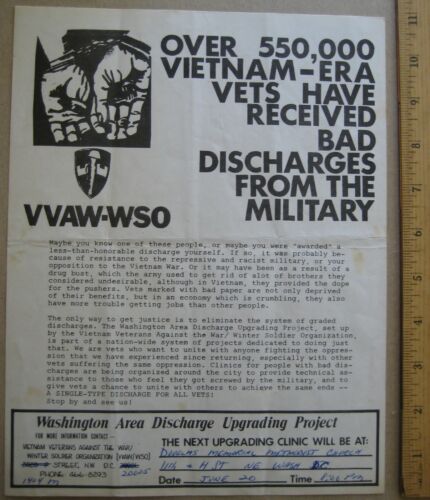 OVER 550,000
VIETNAM-ERA
VETS HAVE
RECEIVED
BAD
DISCHARGES
FROM THE
MILITARY
VVAW-WSO
Maybe you know one of these people, or maybe you were "awarded" a
less-than-honorable discharge yourself. If so, it was probably be-
cause of resistance to the repressive and racist military, or your
opposition to the Vietnam War. Or it may have been as a result of a
drug bust, which the army used to get rid of alot of brothers they
considered undesirable, although in Vietnam, they provided the dope
for the pushers. Vets marked with bad paper are not only deprived
of their benefits, but in an economy which is crumbling, they also
have more trouble getting jobs than other people.
The only way to get justice is to eliminate the system of graded
discharges. The Washington Area Discharge Upgrading Project, set up
by the Vietnam Veterans Against the War/ Winter Soldier Organization,
is part of a nation-wide system of projects dedicated to doing just
that. We are vets who want to unite with anyone fighting the oppres-
sion that we have experienced since returning, especially with other
vets suffering the same oppression. Clinics for people with bad dis-
charges are being organized around the city to provide technical as-
sistance to those who feel they got screwed by the military, and to
give vets a chance to unite with others to achieve the same ends --
A SINGLE-TYPE DISCHARGE FOR ALL VETS!
Stop by and see us!
Washington Area Discharge Upgrading Project
FOR MORE INFORMATION CONTACT—
VIETNAM VETERANS AGAINST THE WAR/
WINTER SOLDIER ORGANIZATION [VVAW/WSO]
STREET, N.W. D.C. 20005
PHONE
1404 M
THE NEXT UPGRADING CLINIC WILL BE AT:
DOUGLAS MEMORIAL METHODIST CHURCH
11th & H ST NE WASH DC
Date JUNE 20 Time
2
3
4
5
6
7
8
9
10
11